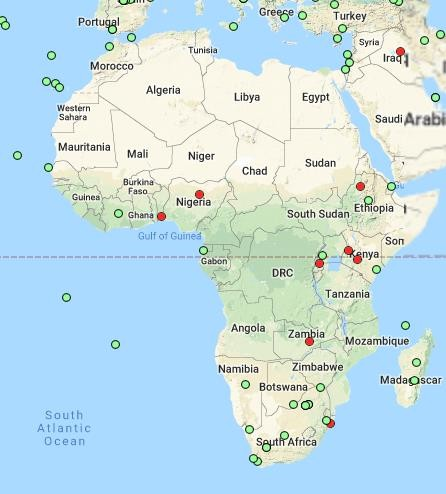 Portugal
Greece
Turkey
Tunisia
Syria
Iraq
Morocco
Algeria
Libya
Egypt
Western
Sahara
Saudi
Arabi
Mauritania
Mali
Niger
Chad
Sudan
Burkina
Faso
Guinea
Ghana
Nigeria
South Sudan
Ethiopia
Gulf of Guinea
Som
Gabon
Kenya
DRC
Tanzania
Angola
Zambia
Mozambique
Zimbabwe
Namibia
Botswana
Madagascar
South
Atlantic
Ocean
South Africa